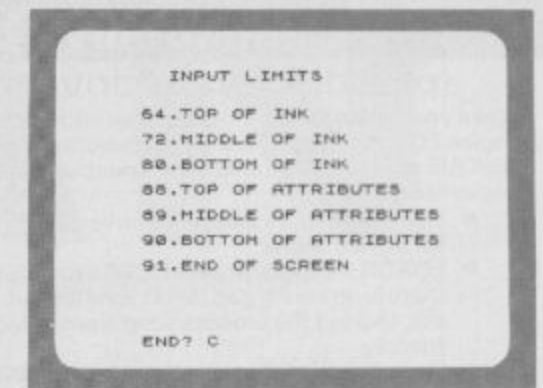 INPUT LIMITS
64.TOP OF INK
72.MIDDLE OF INK
80.BOTTOM OF INK
88.TOP OF ATTRIBUTES
89.MIDDLE OF ATTRIBUTES
90.BOTTOM OF ATTRIBUTES
91.END OF SCREEN
END? C